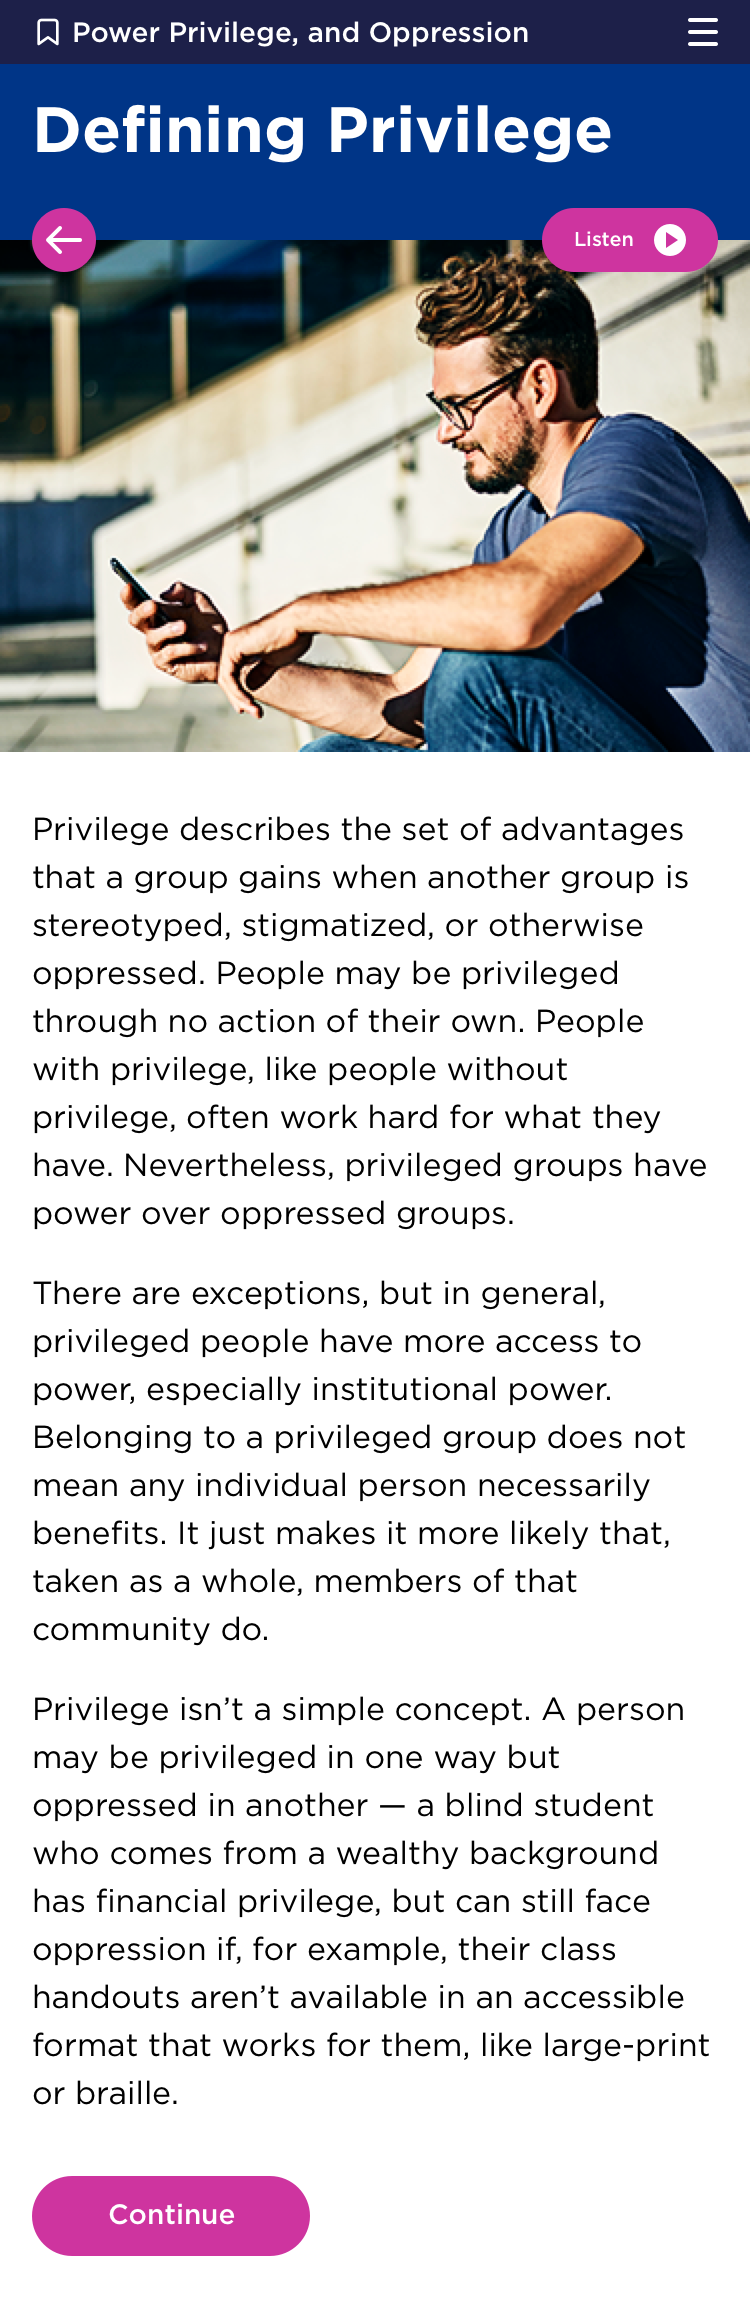 Power Privilege, and Oppression
Defining Privilege
Listen
Privilege describes the set of advantages
that a group gains when another group is
stereotyped, stigmatized, or otherwise
oppressed. People may be privileged
through no action of their own. People
with privilege, like people without
privilege, often work hard for what they
have. Nevertheless, privileged groups have
power over oppressed groups.
There are exceptions, but in general,
privileged people have more access to
power, especially institutional power.
Belonging to a privileged group does not
mean any individual person necessarily
benefits. It just makes it more likely that,
taken as a whole, members of that
community do.
Privilege isn’t a simple concept. A person
may be privileged in one way but
oppressed in another — a blind student
who comes from a wealthy background
has financial privilege, but can still face
oppression if, for example, their class
handouts aren’t available in an accessible
format that works for them, like large-print
or braille.
Continue